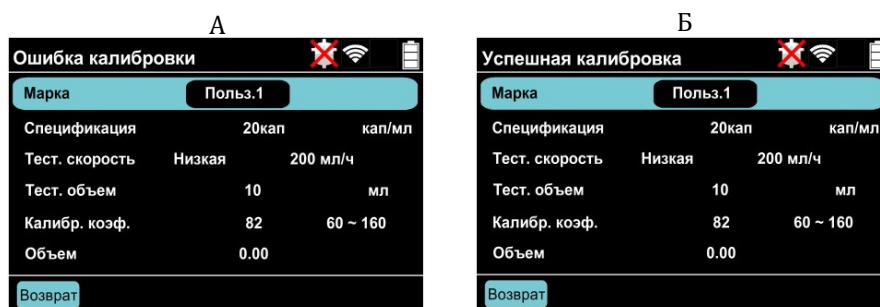 А
Ошибка калибровки
Марка Польз.1
Спецификация 20кап кап/мл
Тест. скорость Низкая 200 мл/ч
Тест. объем 10 мл
Калибр. коэф. 82 60 ~ 160
Объем 0.00
Возврат
Б
Успешная калибровка
Марка Польз.1
Спецификация 20кап кап/мл
Тест. скорость Низкая 200 мл/ч
Тест. объем 10 мл
Калибр. коэф. 82 60 ~ 160
Объем 0.00
Возврат